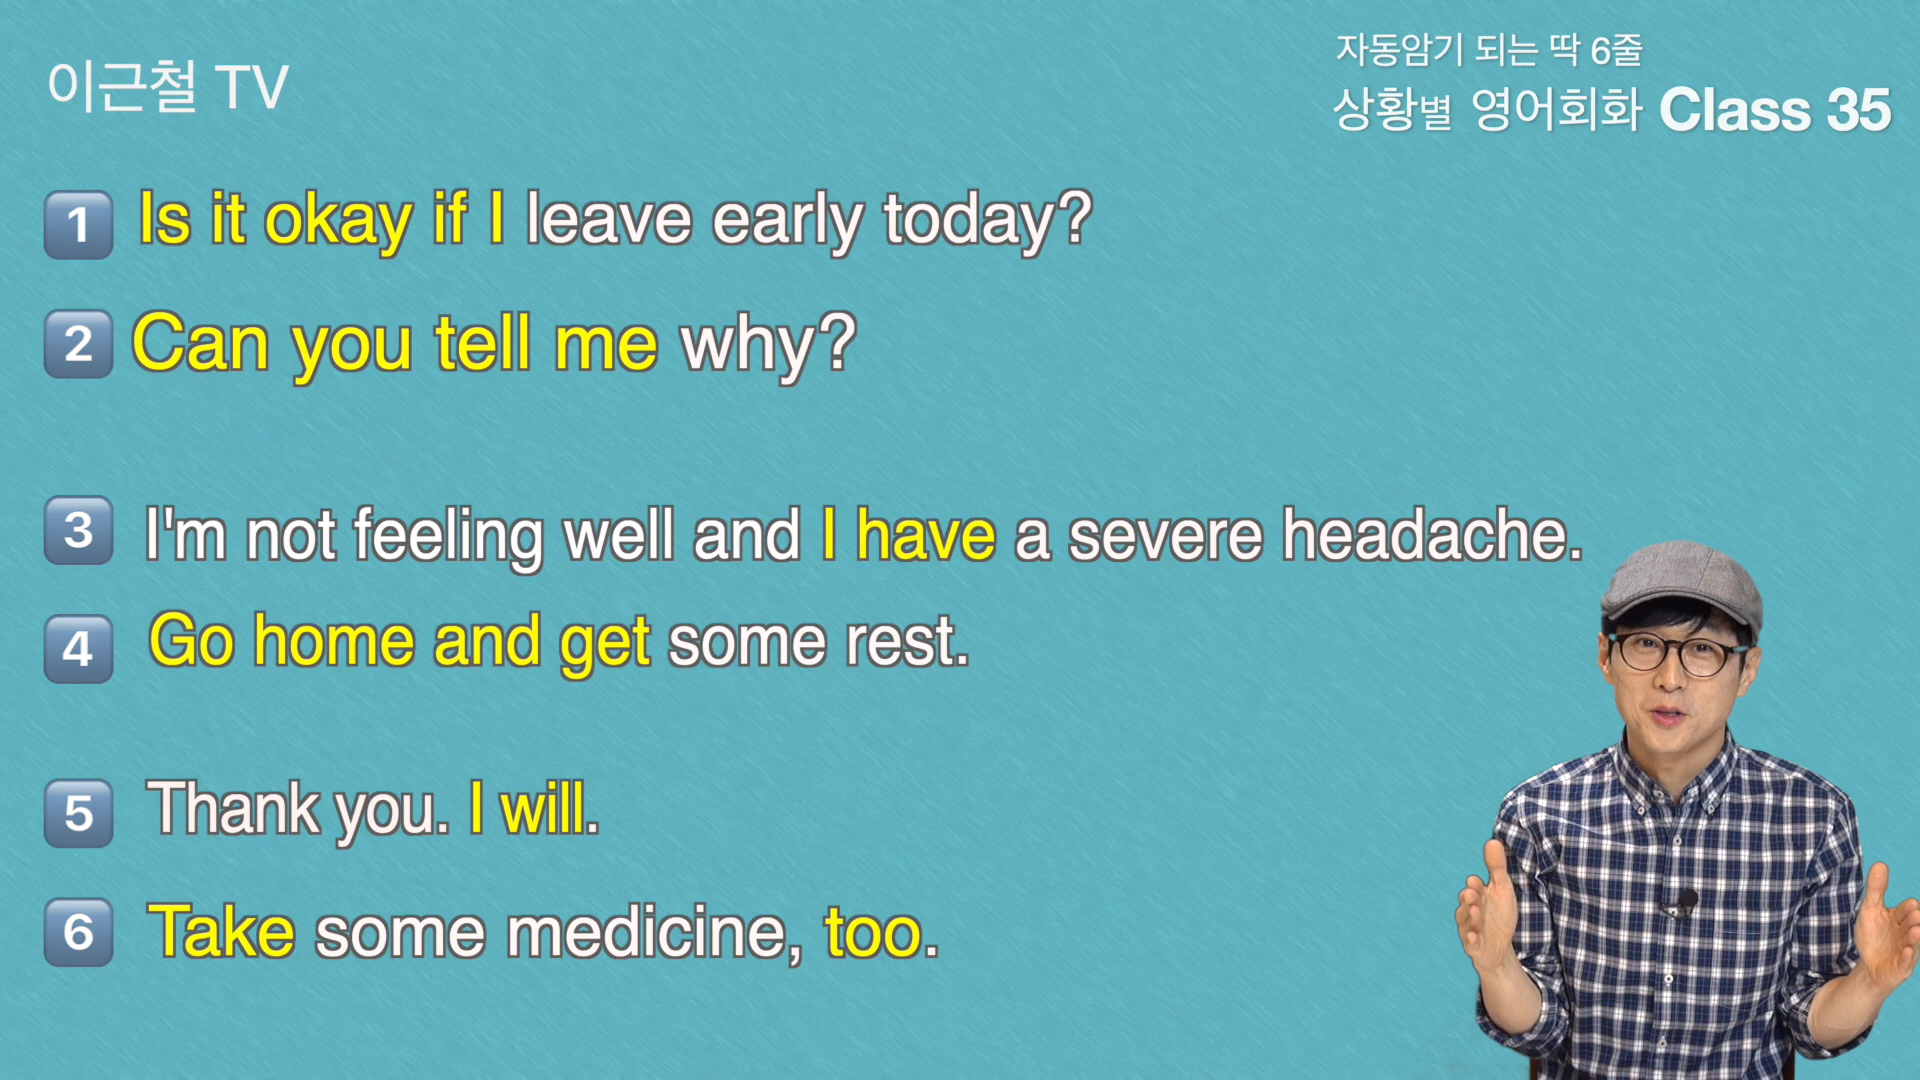 이근철 TV
자동암기 되는 딱 6줄
상황별 영어회화 Class 35
1 Is it okay if I leave early today?
2 Can you tell me why?
3 I'm not feeling well and I have a severe headache.
4 Go home and get some rest.
5 Thank you. I will.
6 Take some medicine, too.